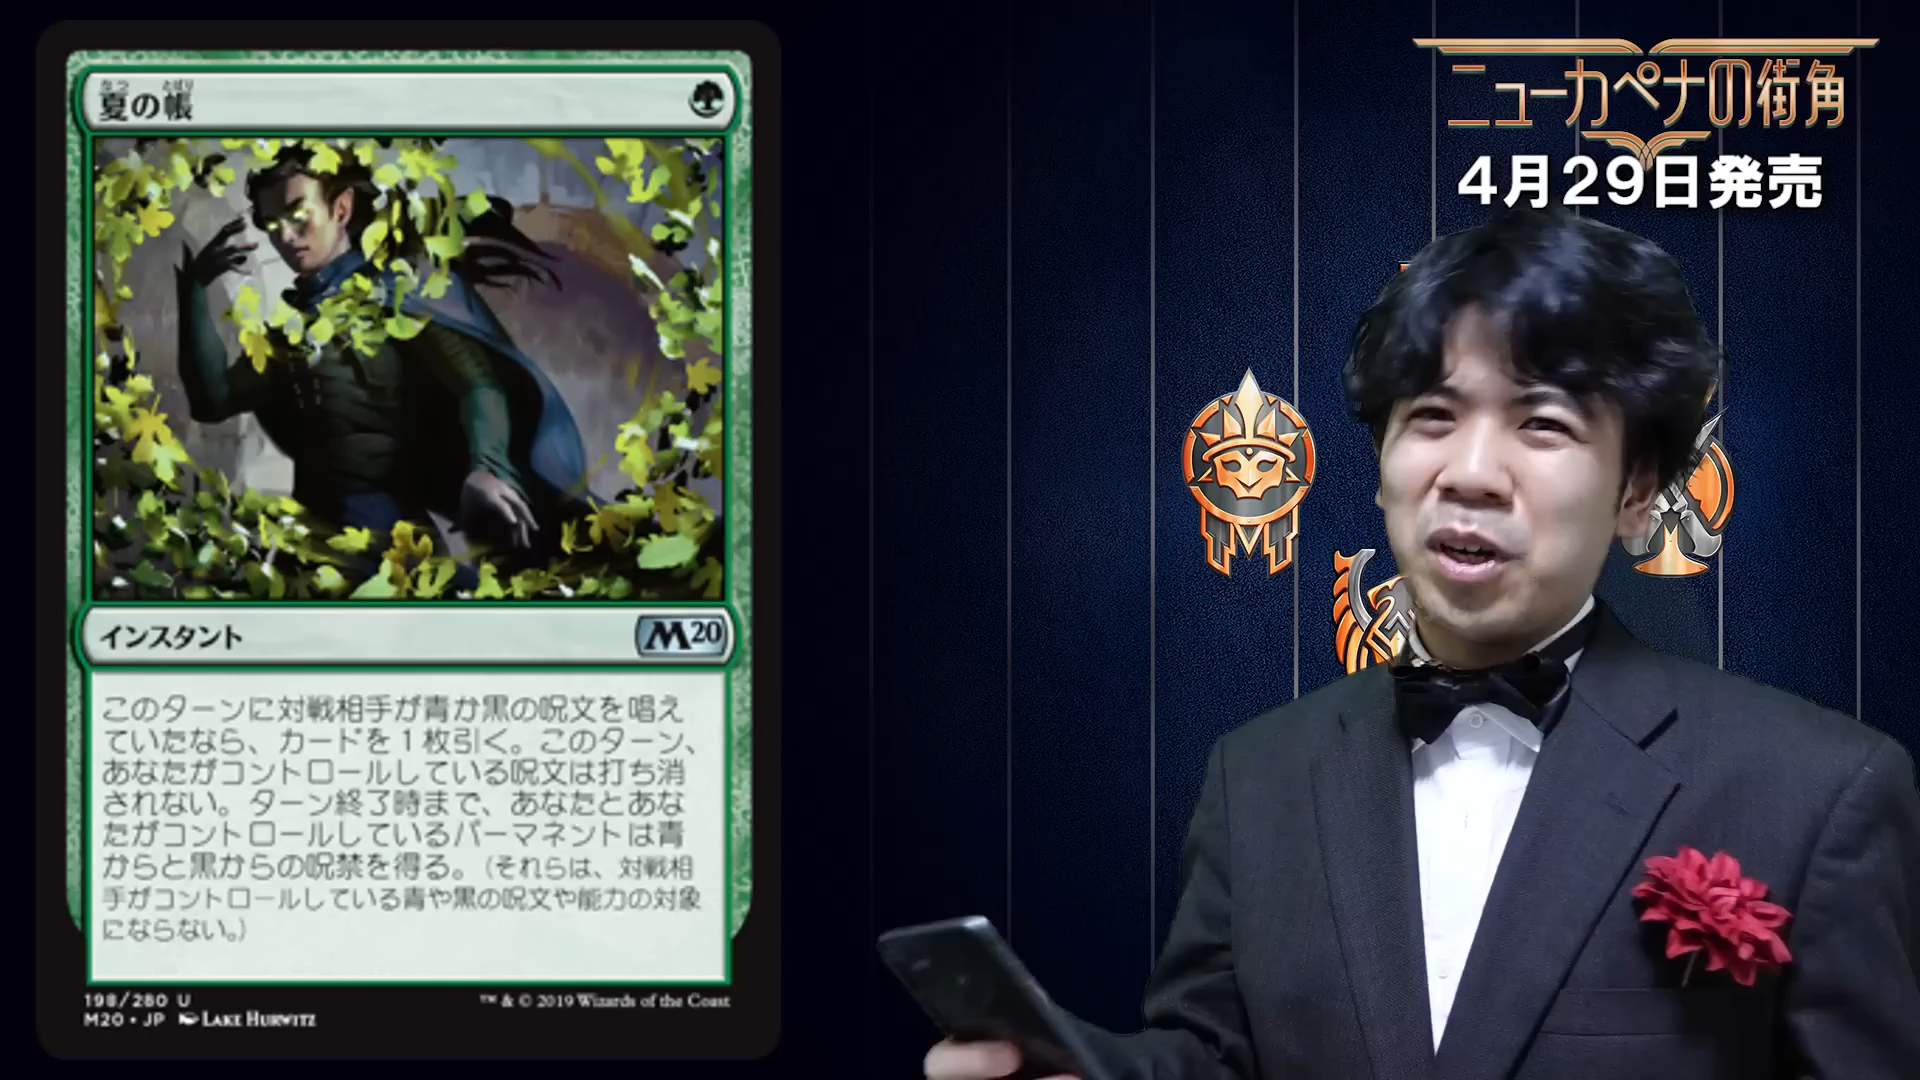 夏の帳
なつ とばり
インスタント
M20
このターンに対戦相手が青か黒の呪文を唱え
ていたなら、カードを１枚引く。このターン、
あなたがコントロールしている呪文は打ち消
されない。ターン終了時まで、あなたとあな
たがコントロールしているパーマネントは青
からと黒からの呪禁を得る。（それらは、対戦相
手がコントロールしている青や黒の呪文や能力の対象
にならない。）
198/280 U
M20・JP LAKE HURWITZ
™ & © 2019 Wizards of the Coast
ニューカペナの街角
4月29日発売